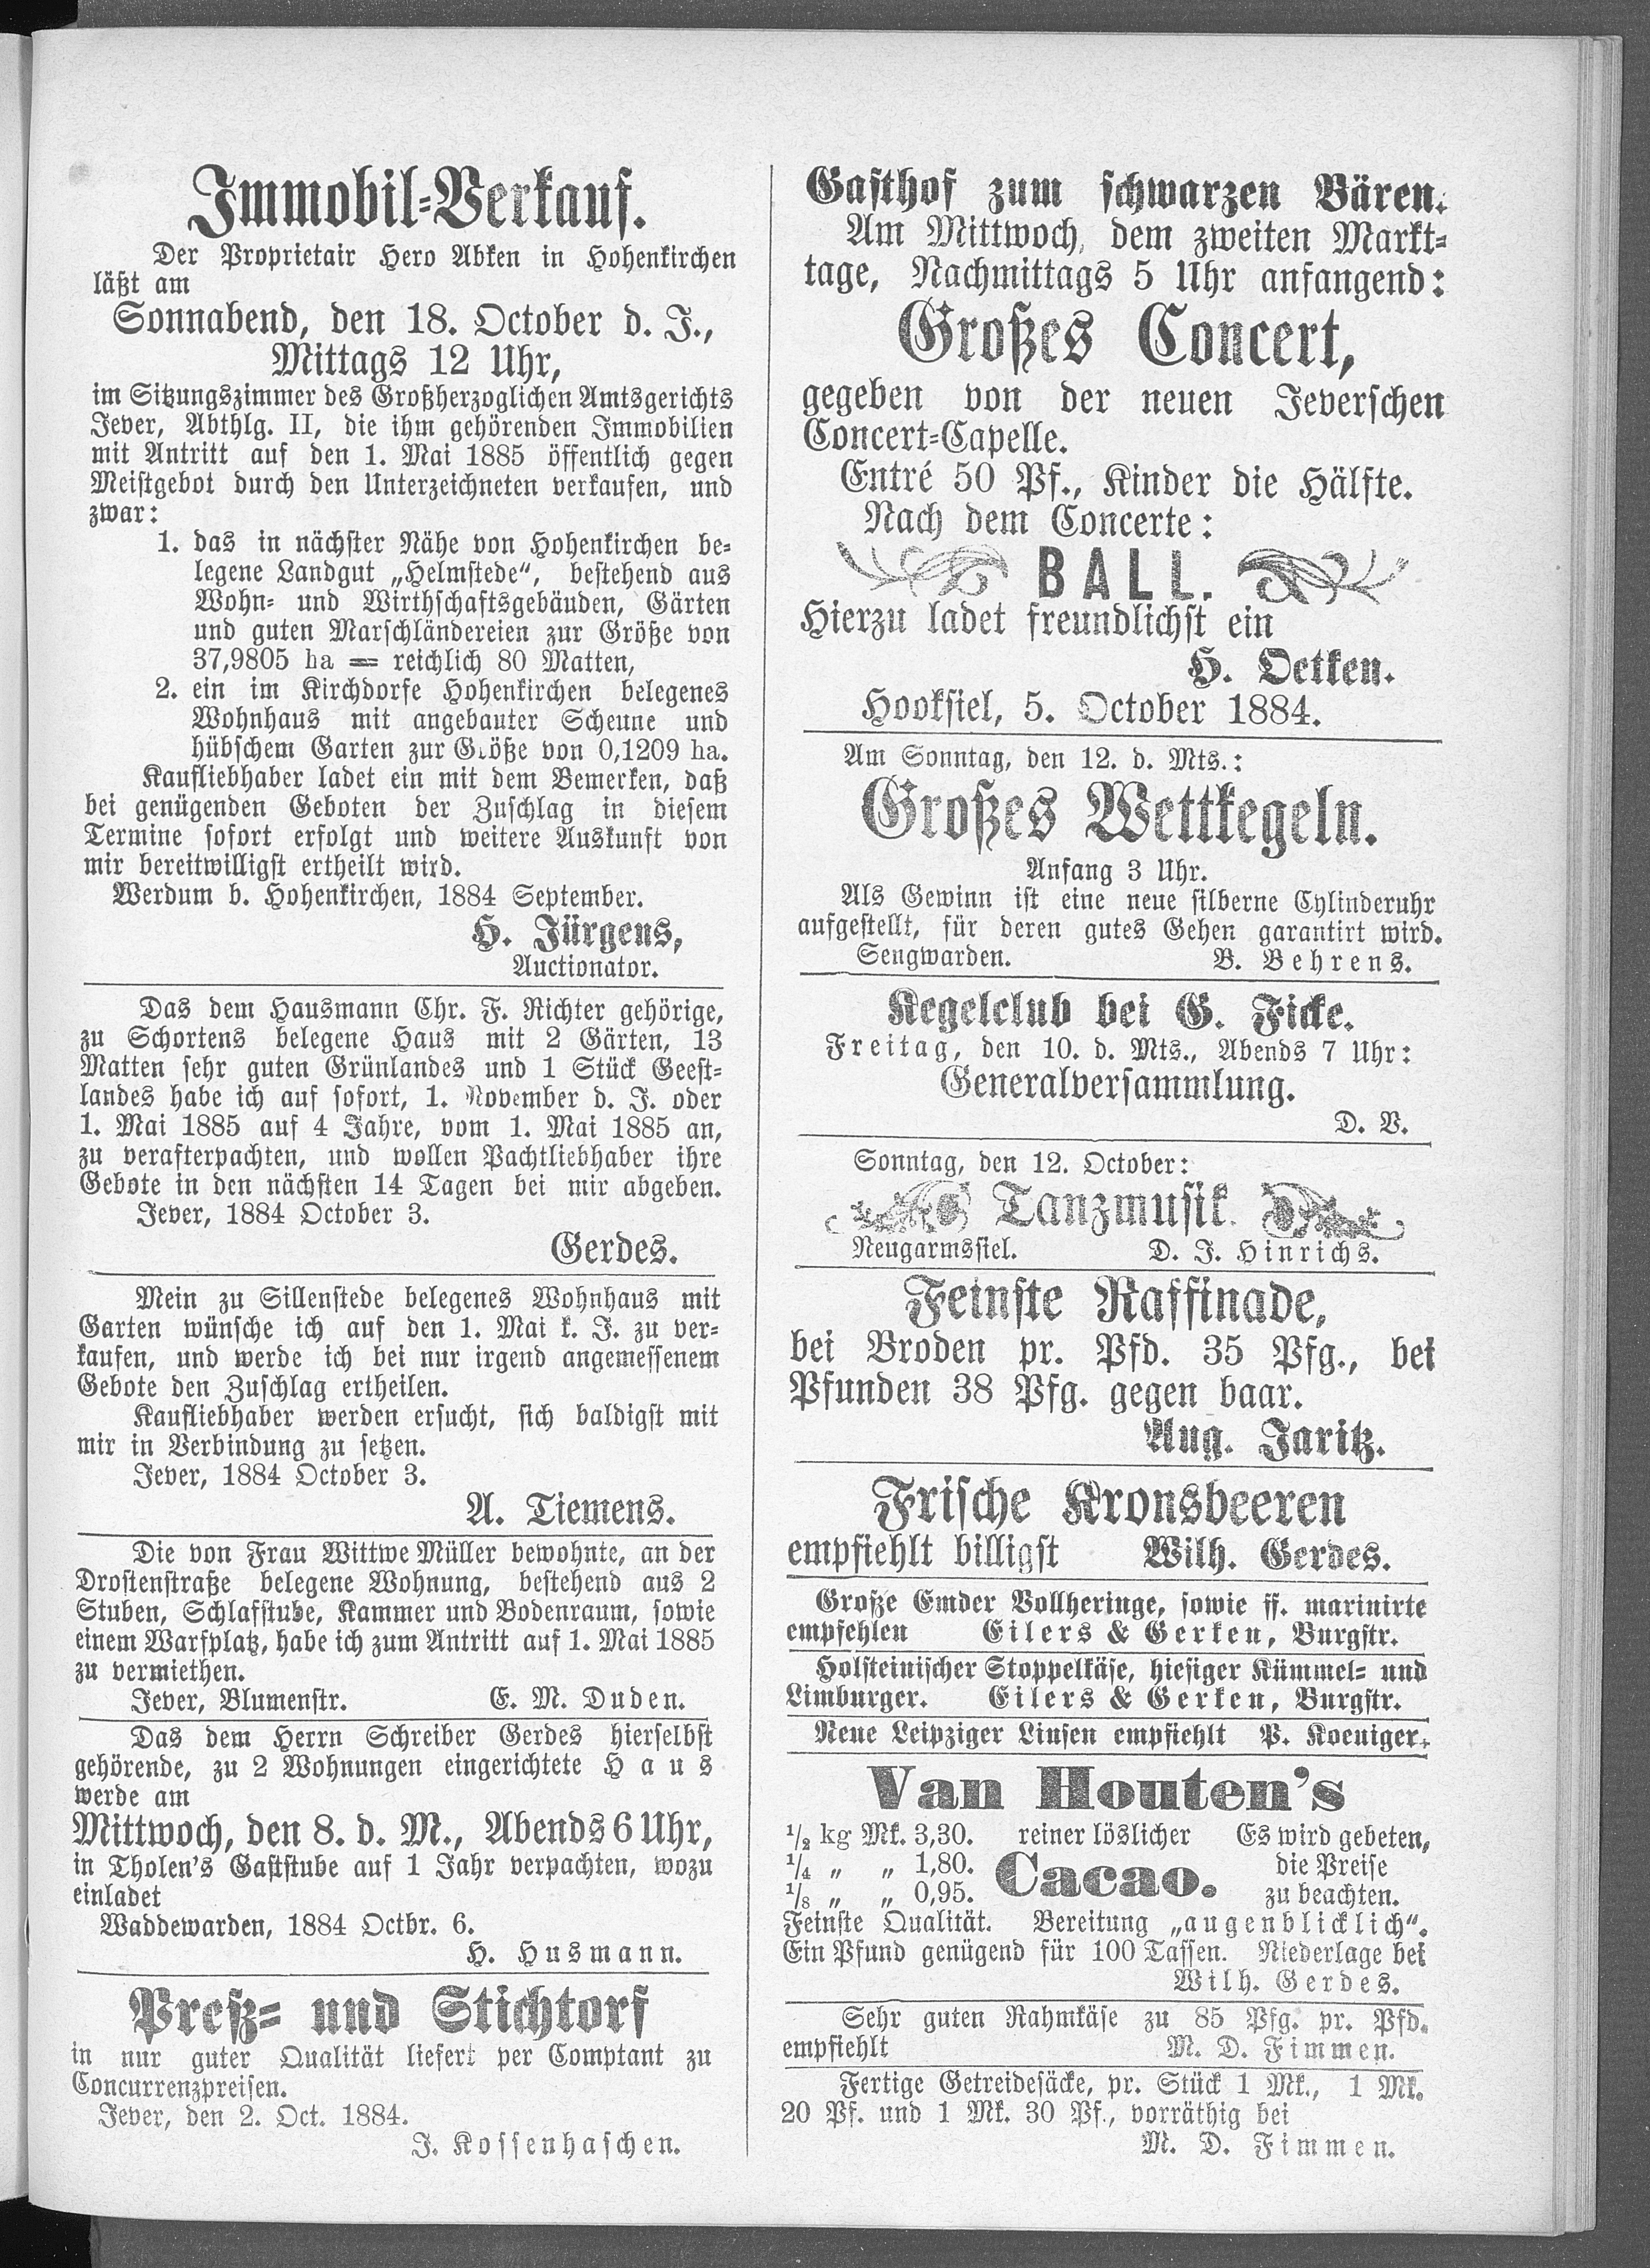 Immobil-Verkauf.
Der Proprietair Hero Abken in Hohenkirchen
läßt am
Sonnabend, den 18. October d. J.,
Mittags 12 Uhr,
im Sitzungszimmer des Großherzoglichen Amtsgerichts
Jever, Abthlg. II, die ihm gehörenden Immobilien
mit Antritt auf den 1. Mai 1885 öffentlich gegen
Meistgebot durch den Unterzeichneten verkaufen, und
zwar:
1. das in nächster Nähe von Hohenkirchen be-
legene Landgut „Helmstede“, bestehend aus
Wohn- und Wirthschaftsgebäuden, Gärten
und guten Marschländereien zur Größe von
37,9805 ha = reichlich 80 Matten,
2. ein im Kirchdorfe Hohenkirchen belegenes
Wohnhaus mit angebauter Scheune und
hübschem Garten zur Größe von 0,1209 ha.
Kaufliebhaber ladet ein mit dem Bemerken, daß
bei genügenden Geboten der Zuschlag in diesem
Termine sofort erfolgt und weitere Auskunft von
mir bereitwilligst ertheilt wird.
Werdum b. Hohenkirchen, 1884 September.
H. Jürgens,
Auctionator.
Das dem Hausmann Chr. F. Richter gehörige,
zu Schortens belegene Haus mit 2 Gärten, 13
Matten sehr guten Grünlandes und 1 Stück Geest-
landes habe ich auf sofort, 1. November d. J. oder
1. Mai 1885 auf 4 Jahre, vom 1. Mai 1885 an,
zu verafterpachten, und wollen Pachtliebhaber ihre
Gebote in den nächsten 14 Tagen bei mir abgeben.
Jever, 1884 October 3.
Gerdes.
Mein zu Sillenstede belegenes Wohnhaus mit
Garten wünsche ich auf den 1. Mai k. J. zu ver-
kaufen, und werde ich bei nur irgend angemessenem
Gebote den Zuschlag ertheilen.
Kaufliebhaber werden ersucht, sich baldigst mit
mir in Verbindung zu setzen.
Jever, 1884 October 3.
A. Tiemens.
Die von Frau Wittwe Müller bewohnte, an der
Drostenstraße belegene Wohnung, bestehend aus 2
Stuben, Schlafstube, Kammer und Bodenraum, sowie
einem Warfplatz, habe ich zum Antritt auf 1. Mai 1885
zu vermiethen.
Jever, Blumenstr. E. M. Duden.
Das dem Herrn Schreiber Gerdes hierselbst
gehörende, zu 2 Wohnungen eingerichtete Haus
werde am
Mittwoch, den 8. d. M., Abends 6 Uhr,
in Tholen's Gaststube auf 1 Jahr verpachten, wozu
einladet
Waddewarden, 1884 Octbr. 6.
H. Husmann.
Preß- und Stichtorf
in nur guter Qualität liefert per Comptant zu
Concurrenzpreisen.
Jever, den 2. Oct. 1884.
J. Kossenhaschen.
Gasthof zum schwarzen Bären.
Am Mittwoch, dem zweiten Markt-
tage, Nachmittags 5 Uhr anfangend:
Großes Concert,
gegeben von der neuen Jeverschen
Concert-Capelle.
Entré 50 Pf., Kinder die Hälfte.
Nach dem Concerte:
BALL.
Hierzu ladet freundlichst ein
H. Oetken.
Hooksiel, 5. October 1884.
Am Sonntag, den 12. d. Mts.:
Großes Wettkegeln.
Anfang 3 Uhr.
Als Gewinn ist eine neue silberne Cylinderuhr
aufgestellt, für deren gutes Gehen garantirt wird.
Sengwarden. B. Behrens.
Kegelclub bei G. Ficke.
Freitag, den 10. d. Mts., Abends 7 Uhr:
Generalversammlung.
D. V.
Sonntag, den 12. October:
Tanzmusik.
Neugarmssiel. D. J. Hinrichs.
Feinste Raffinade,
bei Broden pr. Pfd. 35 Pfg., bei
Pfunden 38 Pfg. gegen baar.
Aug. Jaritz.
Frische Kronsbeeren
empfiehlt billigst Wilh. Gerdes.
Große Emder Vollheringe, sowie ff. marinirte
empfehlen Eilers & Gerken, Burgstr.
Holsteinischer Stoppelkäse, hiesiger Kümmel- und
Limburger. Eilers & Gerken, Burgstr.
Neue Leipziger Linsen empfiehlt P. Koeniger.
Van Houten's
1/2 kg Mk. 3,30. reiner löslicher Es wird gebeten,
1/4 „ „ 1,80. Cacao. die Preise
1/8 „ „ 0,95. zu beachten.
Feinste Qualität. Bereitung „augenblicklich“.
Ein Pfund genügend für 100 Tassen. Niederlage bei
Wilh. Gerdes.
Sehr guten Rahmkäse zu 85 Pfg. pr. Pfd.
empfiehlt M. D. Fimmen.
Fertige Getreidesäcke, pr. Stück 1 Mk., 1 Mk.
20 Pf. und 1 Mk. 30 Pf., vorräthig bei
M. D. Fimmen.